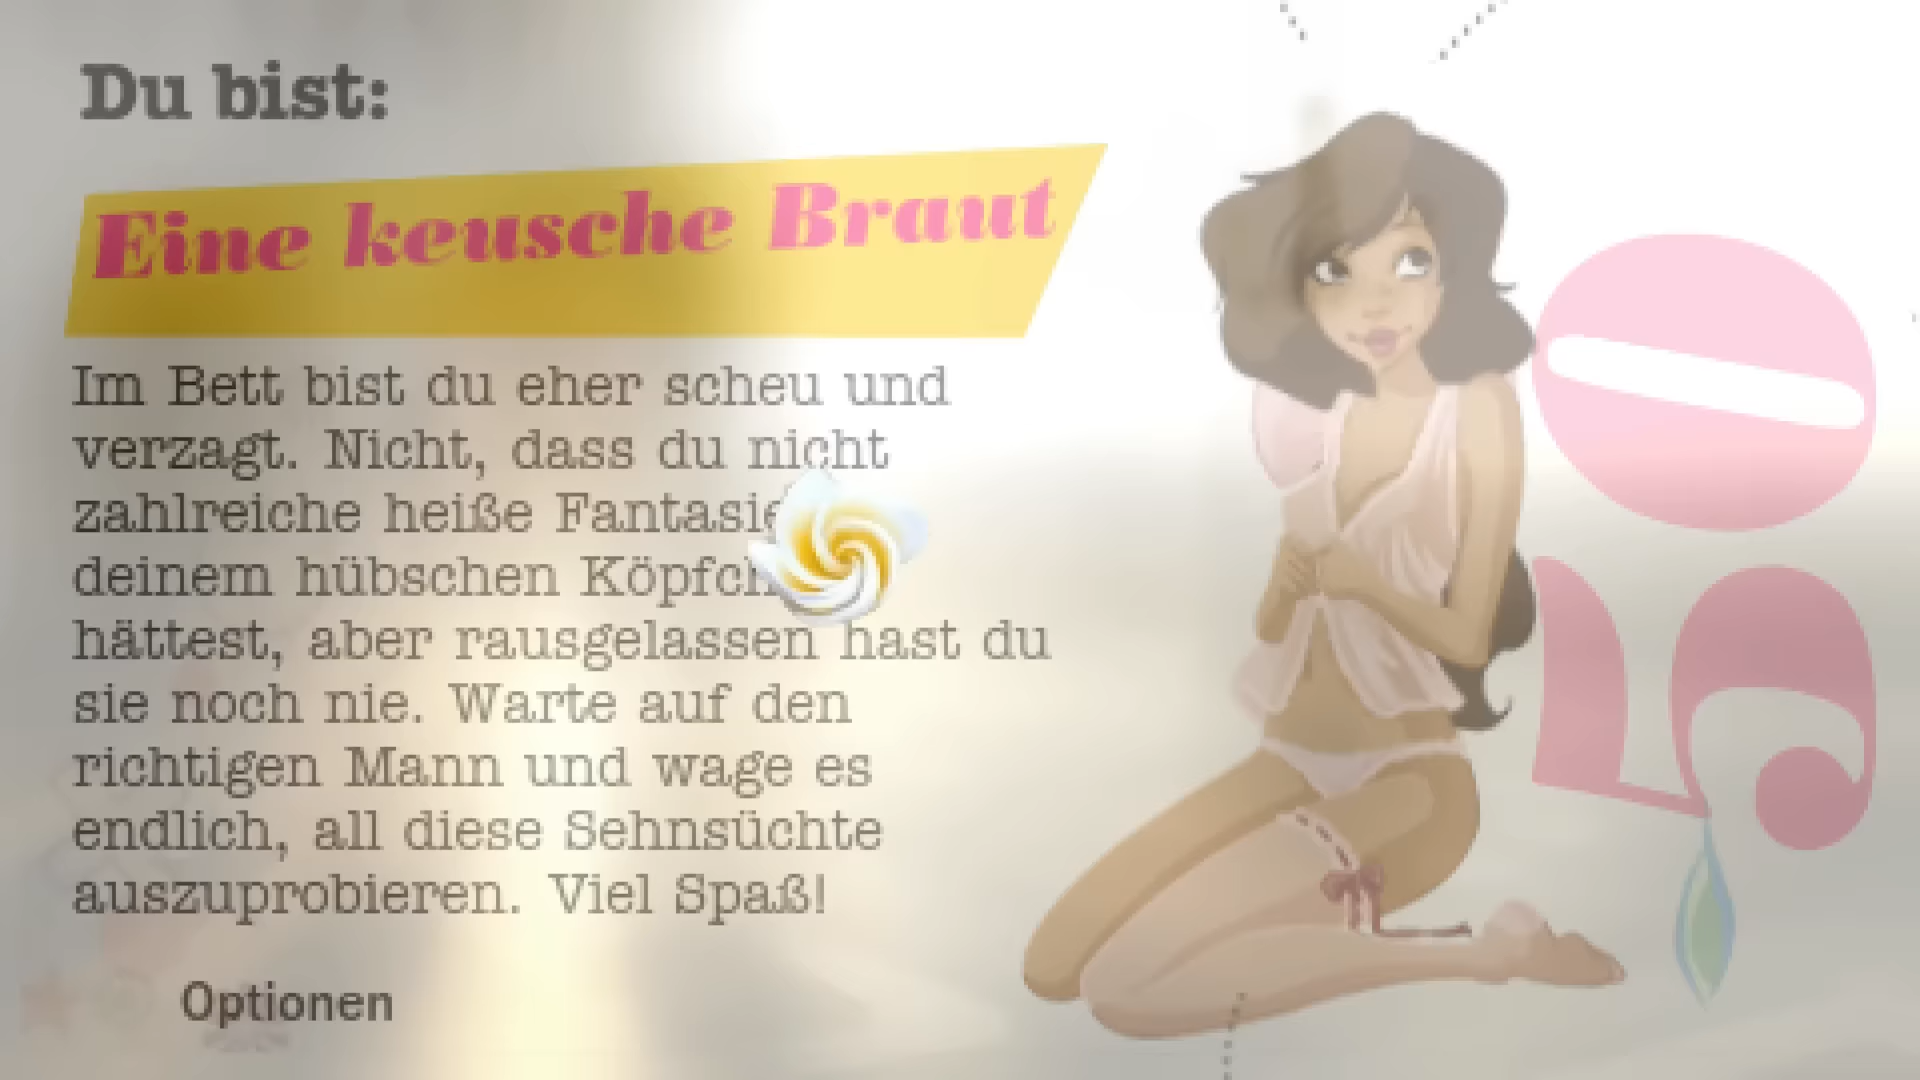 Du bist:
Eine keusche Braut
Im Bett bist du eher scheu und
verzagt. Nicht, dass du nicht
zahlreiche heiße
deinem hübschen
hättest, aber rausgelassen hast du
sie noch nie. Warte auf den
richtigen Mann und wage es
endlich, all diese Sehnsüchte
auszuprobieren. Viel Spaß!
Optionen
50